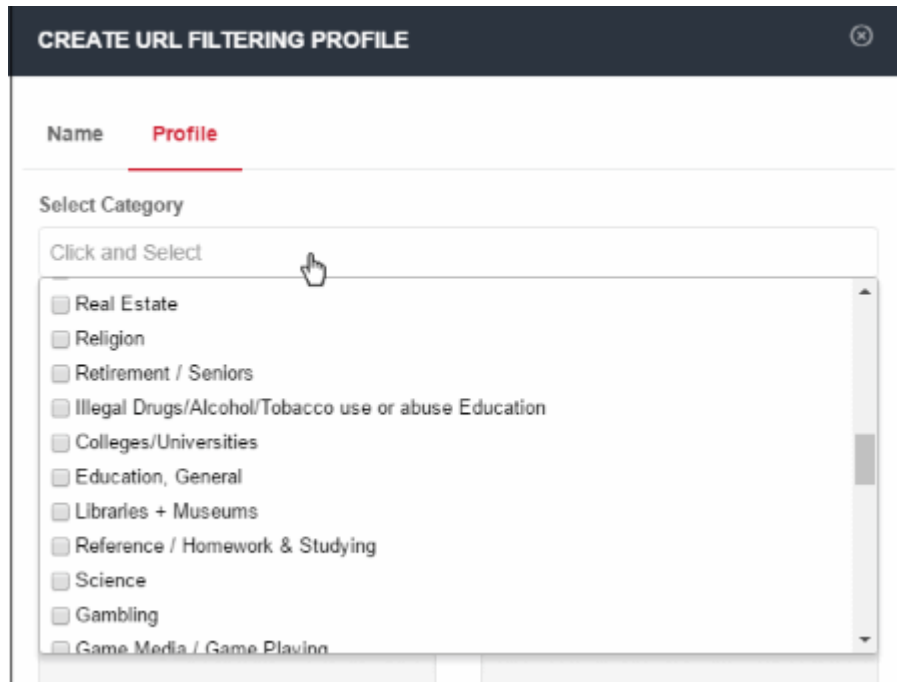 CREATE URL FILTERING PROFILE
Name Profile
Select Category
Click and Select
Real Estate
Religion
Retirement / Seniors
Illegal Drugs/Alcohol/Tobacco use or abuse Education
Colleges/Universities
Education, General
Libraries + Museums
Reference / Homework & Studying
Science
Gambling
Game Media / Game Playing